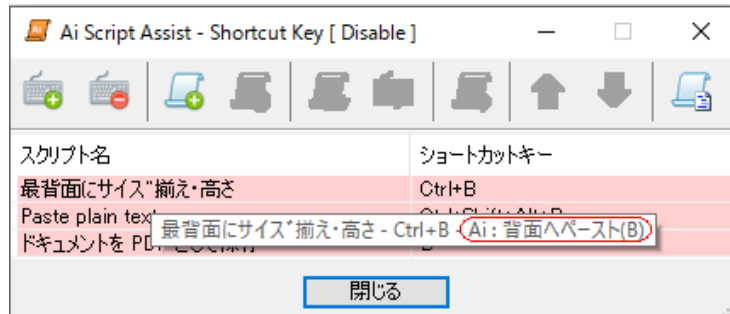 Ai Script Assist - Shortcut Key [ Disable ]
スクリプト名 ショートカットキー
最背面にサイズ"揃え・高さ Ctrl+B
Paste plain text
最背面にサイズ"揃え・高さ - Ctrl+B - Ai : 背面へペースト(B)
ドキュメントを
閉じる